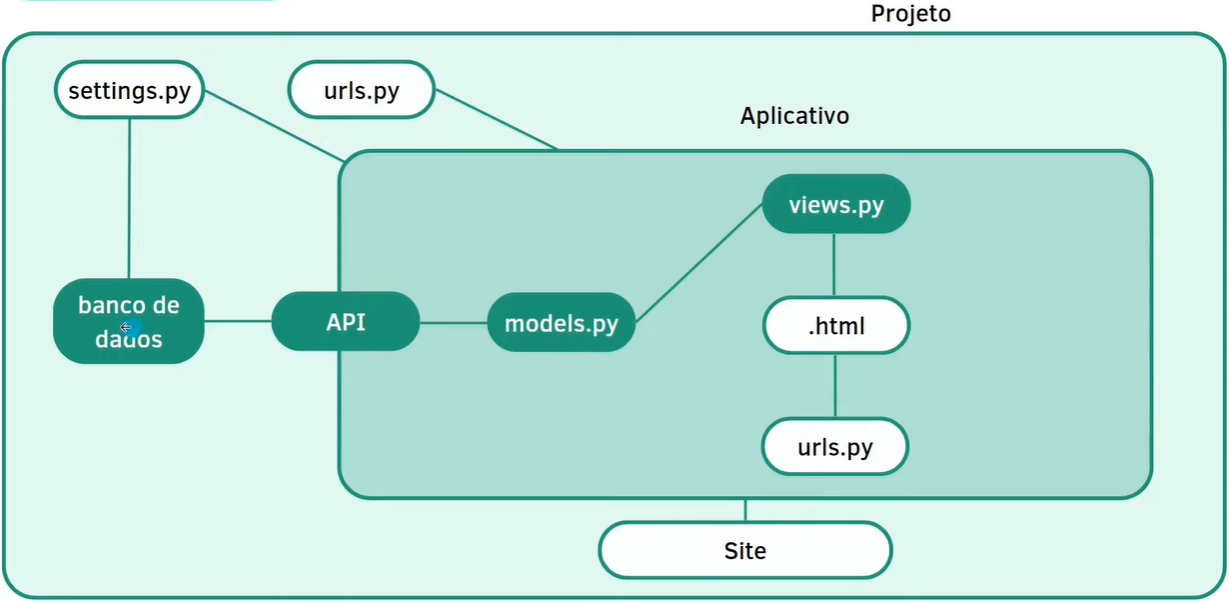 Projeto
settings.py
urls.py
Aplicativo
views.py
banco de
dados
API
models.py
.html
urls.py
Site